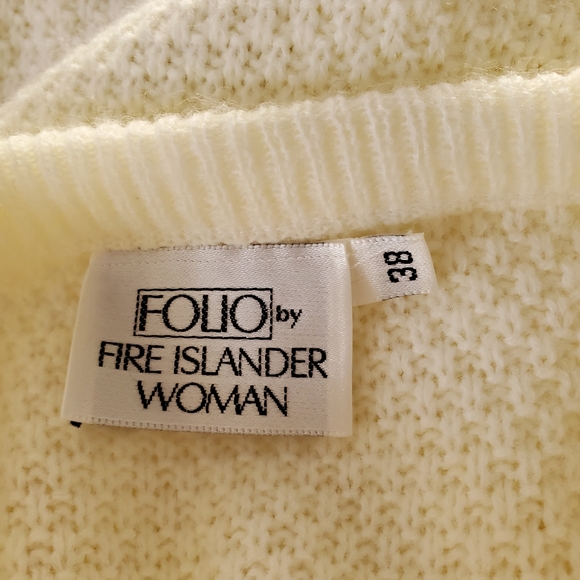 FOLIO by
FIRE ISLANDER
WOMAN
38